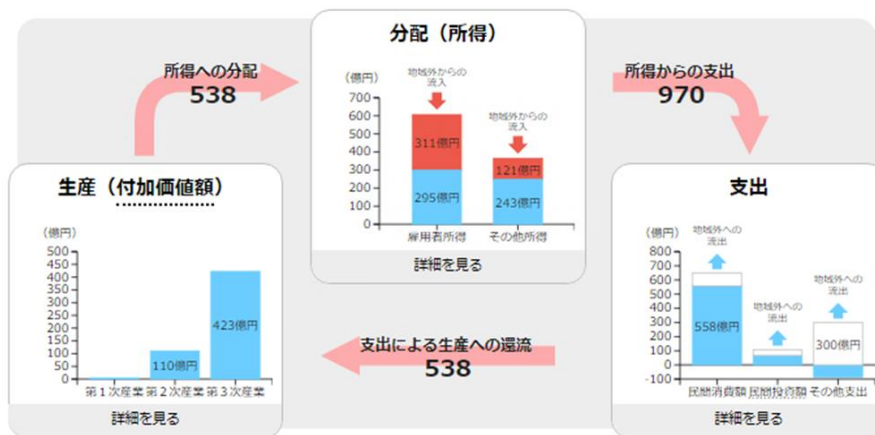 分配（所得）
所得への分配
538
所得からの支出
970
（億円）
地域外からの
流入
地域外からの
流入
700
600
500
400
300
200
100
0
311億円
295億円
121億円
243億円
雇用者所得
その他所得
詳細を見る
生産（付加価値額）
（億円）
500
450
400
350
300
250
200
150
100
50
0
110億円
423億円
第1次産業
第2次産業
第3次産業
詳細を見る
支出
（億円）
地域外への
流出
地域外への
流出
地域外への
流出
800
700
600
500
400
300
200
100
0
-100
558億円
300億円
民間消費額
民間投資額
その他支出
詳細を見る
支出による生産への還流
538